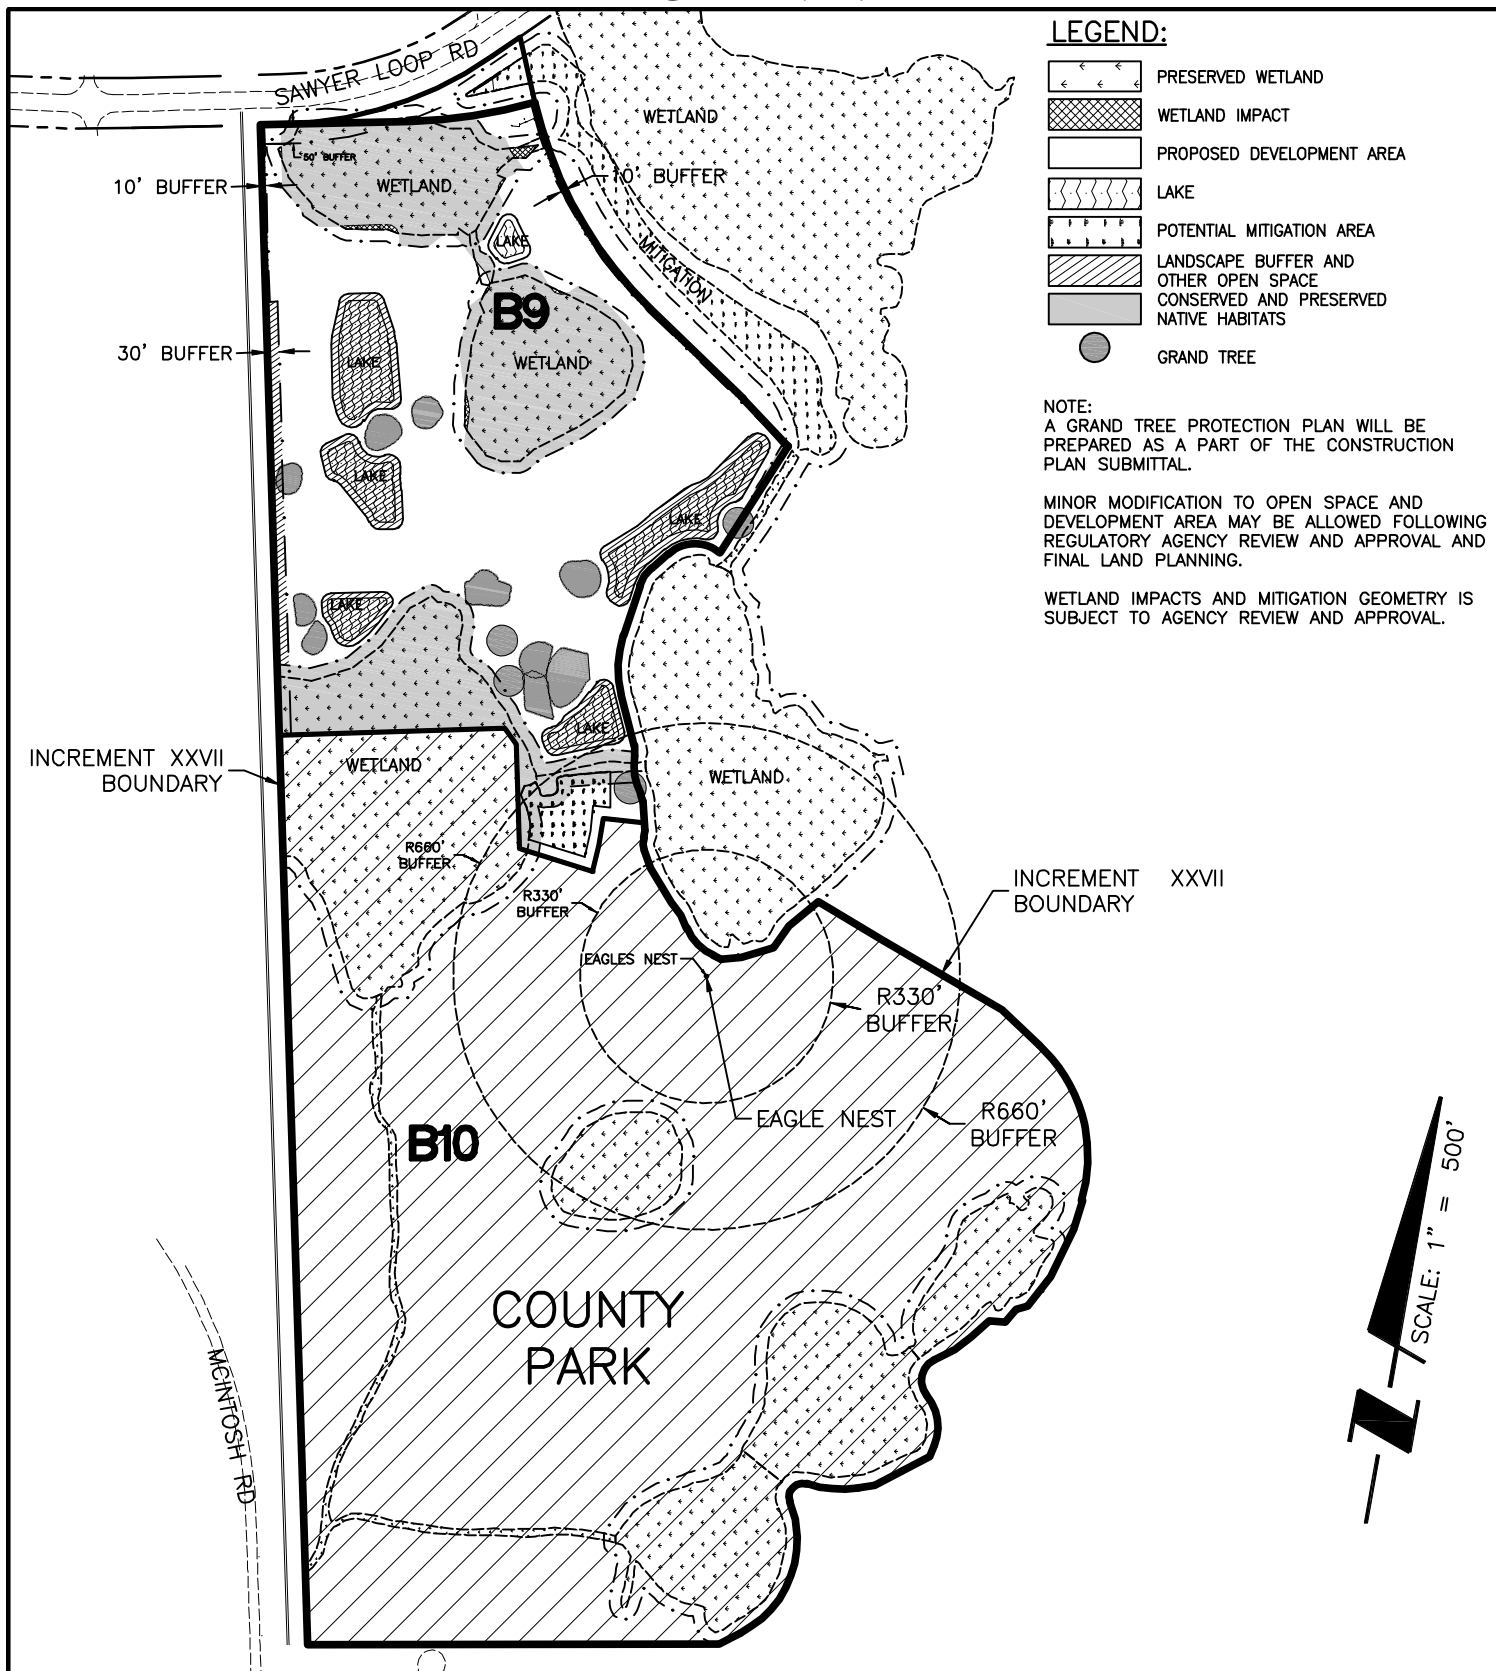 SAWYER LOOP RD
LEGEND:
PRESERVED WETLAND
WETLAND IMPACT
PROPOSED DEVELOPMENT AREA
LAKE
POTENTIAL MITIGATION AREA
LANDSCAPE BUFFER AND
OTHER OPEN SPACE
CONSERVED AND PRESERVED
NATIVE HABITATS
GRAND TREE
NOTE:
A GRAND TREE PROTECTION PLAN WILL BE
PREPARED AS A PART OF THE CONSTRUCTION
PLAN SUBMITTAL.
MINOR MODIFICATION TO OPEN SPACE AND
DEVELOPMENT AREA MAY BE ALLOWED FOLLOWING
REGULATORY AGENCY REVIEW AND APPROVAL AND
FINAL LAND PLANNING.
WETLAND IMPACTS AND MITIGATION GEOMETRY IS
SUBJECT TO AGENCY REVIEW AND APPROVAL.
WETLAND
50' BUFFER
10' BUFFER
WETLAND
10' BUFFER
LAKE
MITIGATION
B9
30' BUFFER
LAKE
WETLAND
LAKE
LAKE
LAKE
LAKE
INCREMENT XXVII
BOUNDARY
WETLAND
WETLAND
R660'
BUFFER
R330'
BUFFER
INCREMENT XXVII
BOUNDARY
EAGLES NEST
R330'
BUFFER
EAGLE NEST
R660'
BUFFER
B10
COUNTY
PARK
MCINTOSH RD
SCALE: 1" = 500'
N